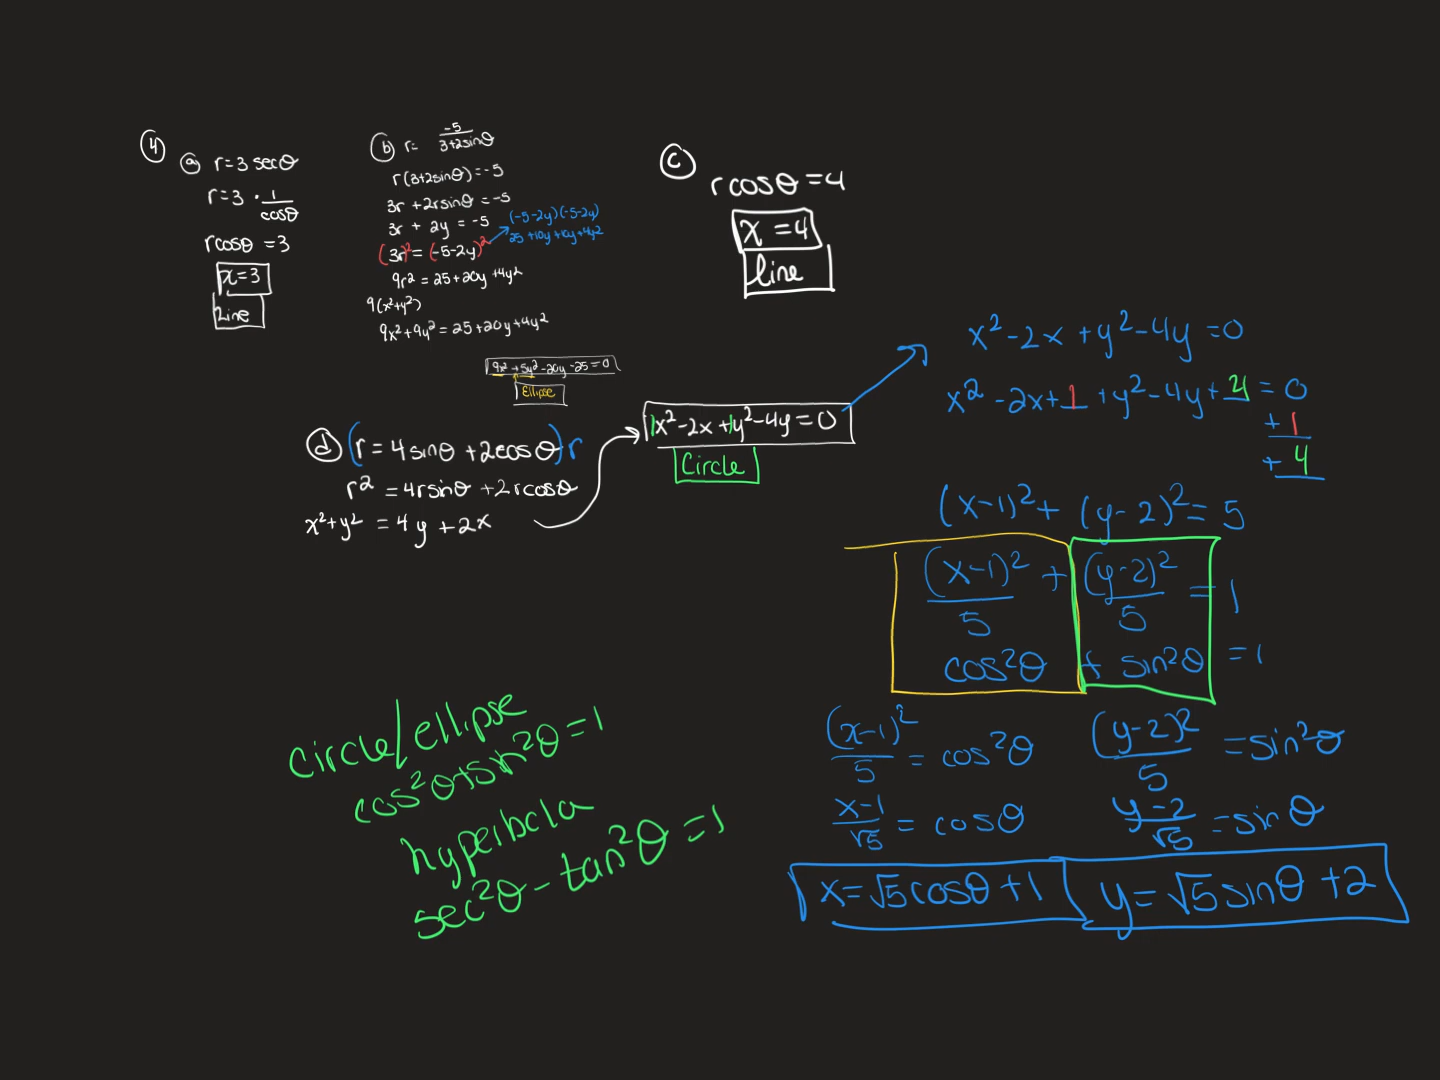 ④
ⓐ r=3 secθ
r=3 · 1/cosθ
rcosθ =3
x=3
Line
ⓑ r= -5/3+2sinθ
r(3+2sinθ)=-5
3r + 2rsinθ =-5
3r + 2y = -5
(3r)² = (-5-2y)²
(-5-2y)(-5-2y)
25 +10y+10y+4y2
9r² = 25+20y+4y²
9(x²+y²)
9x²+9y² = 25+20y+4y²
9x² +5y² -20y -25=0
Ellipse
ⓒ
rcosθ=4
x =4
line
ⓓ (r=4sinθ+2cosθ)r
r² =4rsinθ+2rcosθ
x²+y² = 4y +2x
1x²-2x+1y²-4y=0
Circle
x²-2x+y²-4y=0
x² -2x+1 +y²-4y+4 = 0
+1
+4
(x-1)²+ (y-2)²= 5
(x-1)²/5 + (y-2)²/5 = 1
cos²θ + sin²θ =1
(x-1)²/5 = cos²θ
(y-2)²/5 =sin²θ
x-1/√5 = cosθ
y-2/√5 =sinθ
x=√5cosθ+1
y=√5sinθ+2
circle/ellipse
cos²θ+sin²θ=1
hyperbola
sec²θ-tan²θ=1